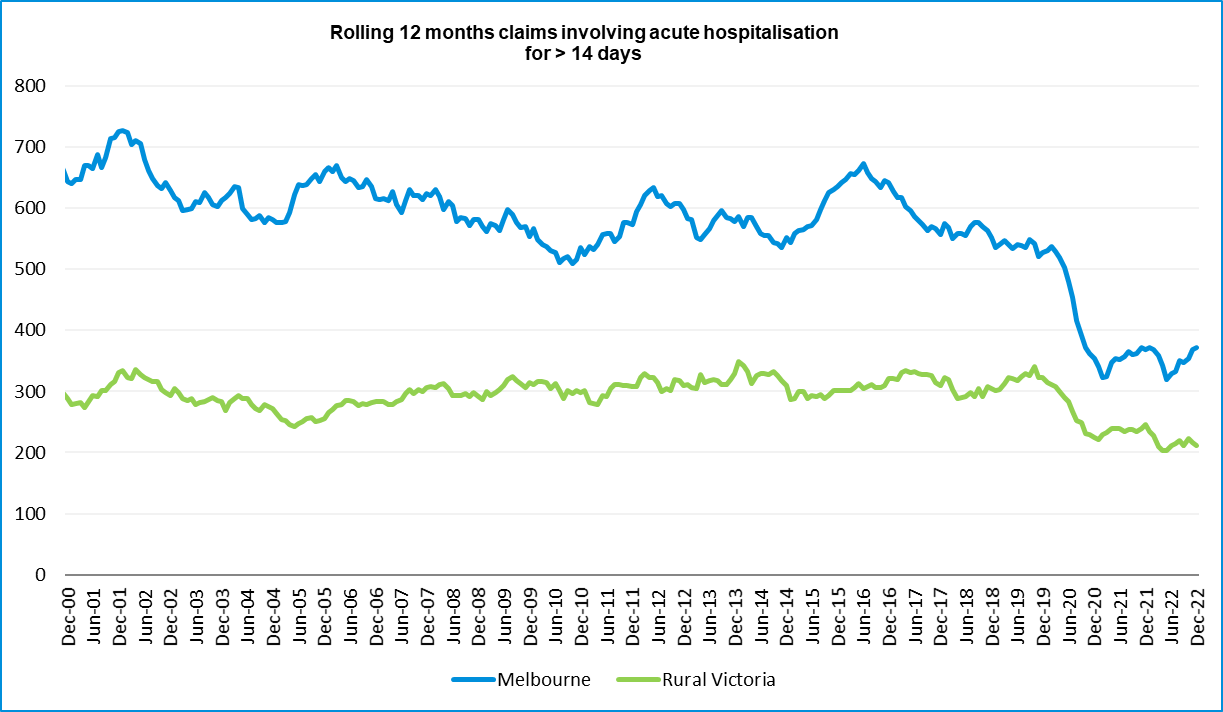 Rolling 12 months claims involving acute hospitalisation
for > 14 days
800
700
600
500
400
300
200
100
0
Dec-00
Jun-01
Dec-01
Jun-02
Dec-02
Jun-03
Dec-03
Jun-04
Dec-04
Jun-05
Dec-05
Jun-06
Dec-06
Jun-07
Dec-07
Jun-08
Dec-08
Jun-09
Dec-09
Jun-10
Dec-10
Jun-11
Dec-11
Jun-12
Dec-12
Jun-13
Dec-13
Jun-14
Dec-14
Jun-15
Dec-15
Jun-16
Dec-16
Jun-17
Dec-17
Jun-18
Dec-18
Jun-19
Dec-19
Jun-20
Dec-20
Jun-21
Dec-21
Jun-22
Dec-22
Melbourne
Rural Victoria